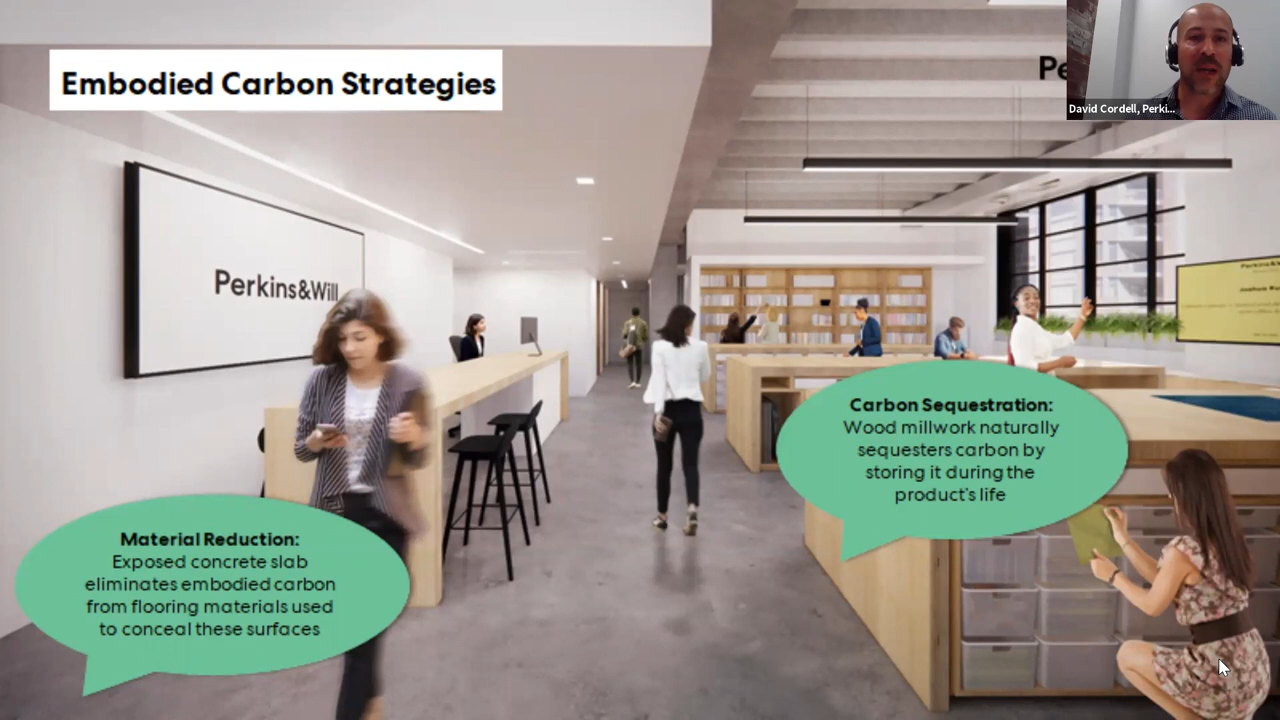 Embodied Carbon Strategies
Pe
David Cordell, Perki...
Perkins&Will
Carbon Sequestration:
Wood millwork naturally
sequesters carbon by
storing it during the
product's life
Material Reduction:
Exposed concrete slab
eliminates embodied carbon
from flooring materials used
to conceal these surfaces